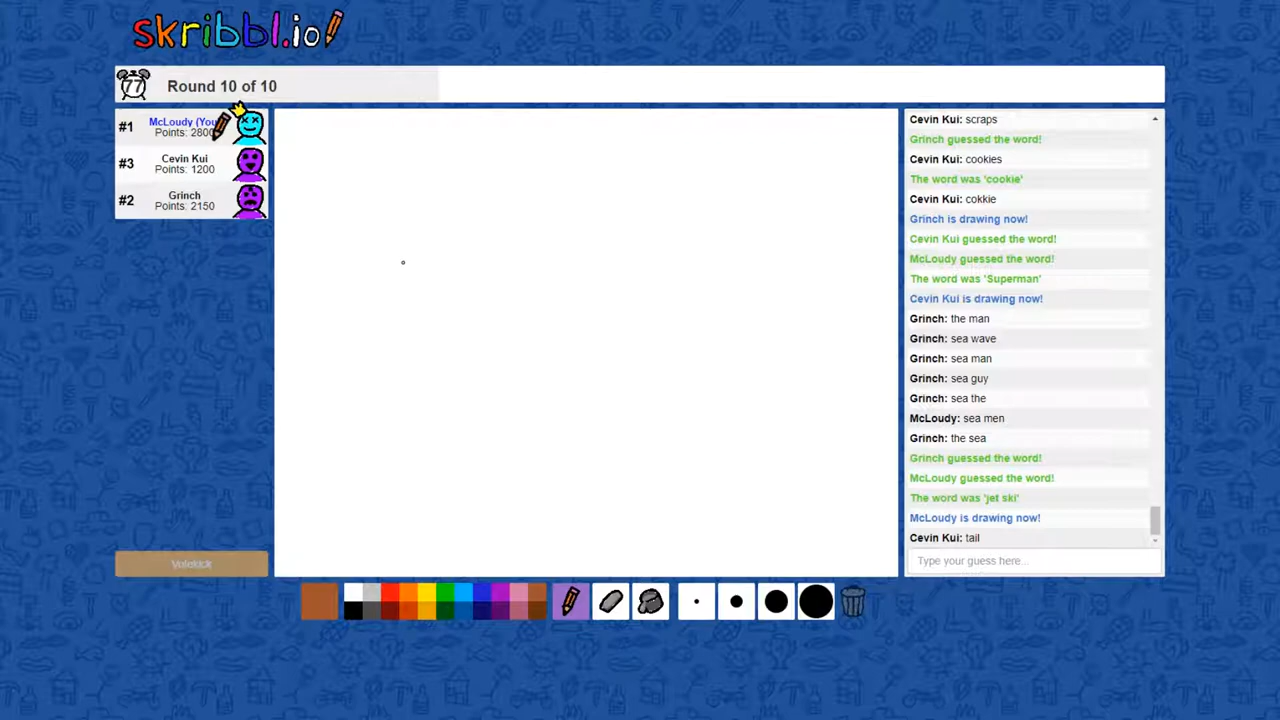 skribbl.io
77
Round 10 of 10
#1
McLoudy (You
Points: 2800
#3
Cevin Kui
Points: 1200
#2
Grinch
Points: 2150
Votekick
Cevin Kui: scraps
Grinch guessed the word!
Cevin Kui: cookies
The word was 'cookie'
Cevin Kui: cokkie
Grinch is drawing now!
Cevin Kui guessed the word!
McLoudy guessed the word!
The word was 'Superman'
Cevin Kui is drawing now!
Grinch: the man
Grinch: sea wave
Grinch: sea man
Grinch: sea guy
Grinch: sea the
McLoudy: sea men
Grinch: the sea
Grinch guessed the word!
McLoudy guessed the word!
The word was 'jet ski'
McLoudy is drawing now!
Cevin Kui: tail
Type your guess here...